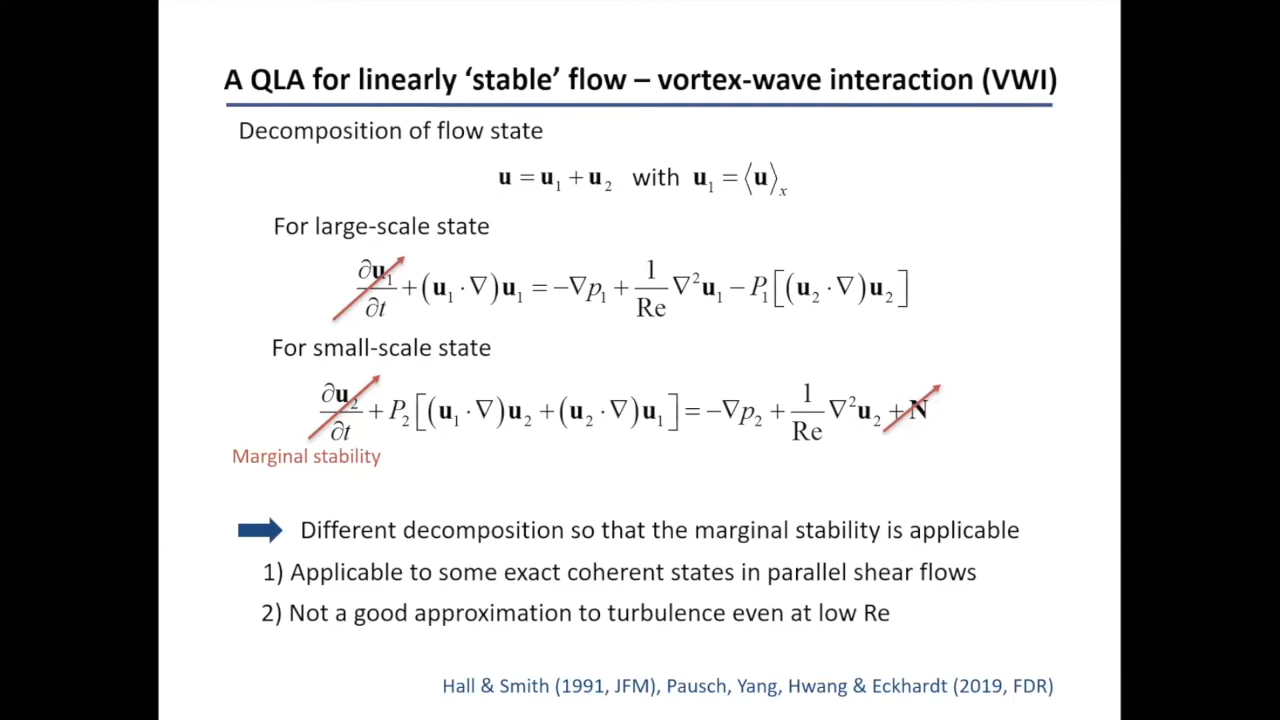 A QLA for linearly ‘stable’ flow – vortex-wave interaction (VWI)
Decomposition of flow state
u = u₁ + u₂ with u₁ = ⟨u⟩ₓ
For large-scale state
∂u₁/∂t + (u₁ · ∇)u₁ = −∇p₁ + 1/Re ∇²u₁ − P₁[(u₂ · ∇)u₂]
For small-scale state
∂u₂/∂t + P₂[(u₁ · ∇)u₂ + (u₂ · ∇)u₁] = −∇p₂ + 1/Re ∇²u₂ + N
Marginal stability
Different decomposition so that the marginal stability is applicable
1) Applicable to some exact coherent states in parallel shear flows
2) Not a good approximation to turbulence even at low Re
Hall & Smith (1991, JFM), Pausch, Yang, Hwang & Eckhardt (2019, FDR)